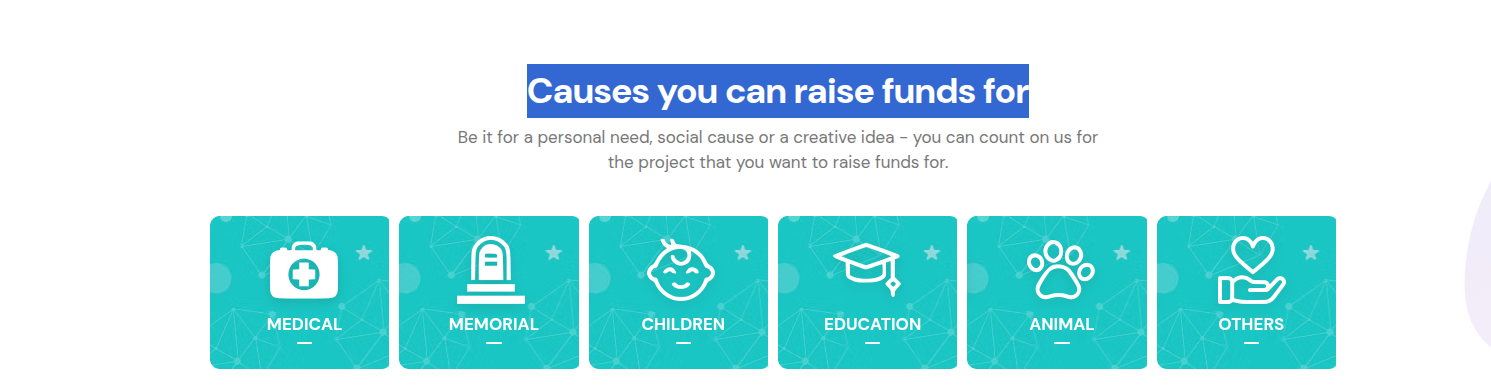 Causes you can raise funds for
Be it for a personal need, social cause or a creative idea - you can count on us for
the project that you want to raise funds for.
MEDICAL MEMORIAL CHILDREN EDUCATION ANIMAL OTHERS